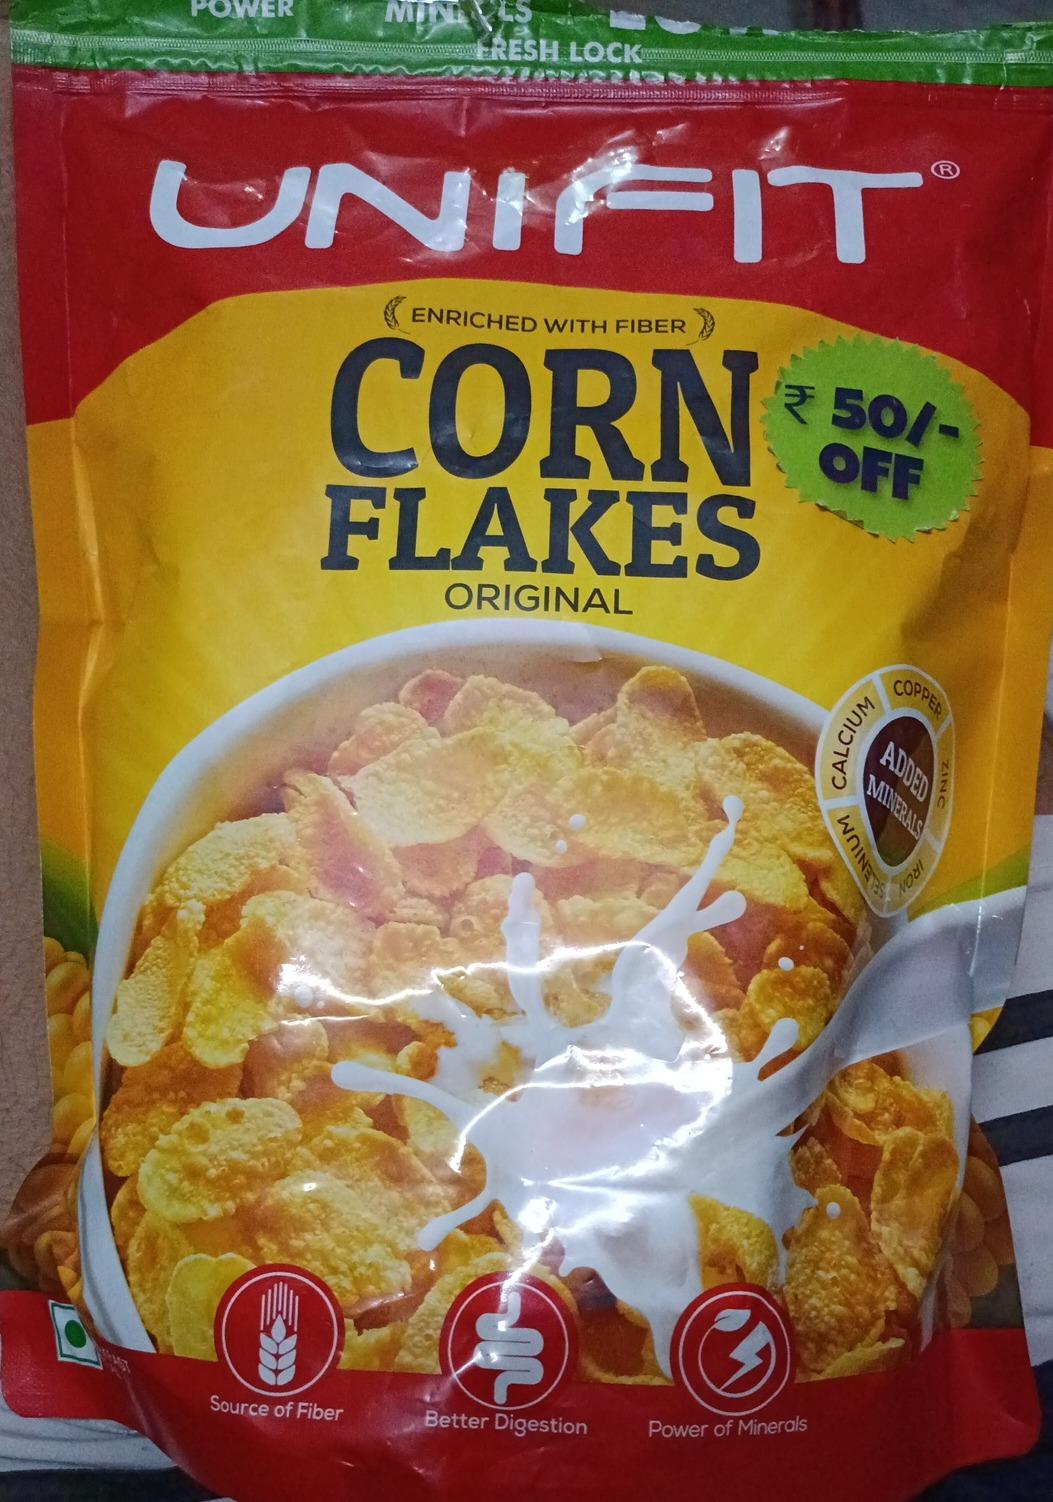 POWER
FRESH LOCK
UNIFIT®
ENRICHED WITH FIBER
CORN
FLAKES
ORIGINAL
₹ 50/-
OFF
COPPER
CALCIUM
ZINC
ADDED
MINERALS
SELENIUM
IRON
Source of Fiber
Better Digestion
Power of Minerals